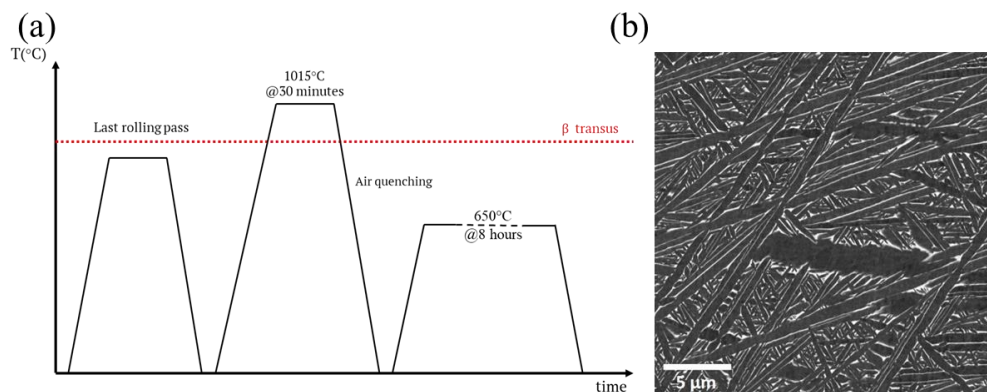 (a)
T(°C)
1015°C
@30 minutes
Last rolling pass
β transus
Air quenching
650°C
@8 hours
time
(b)
5 µm